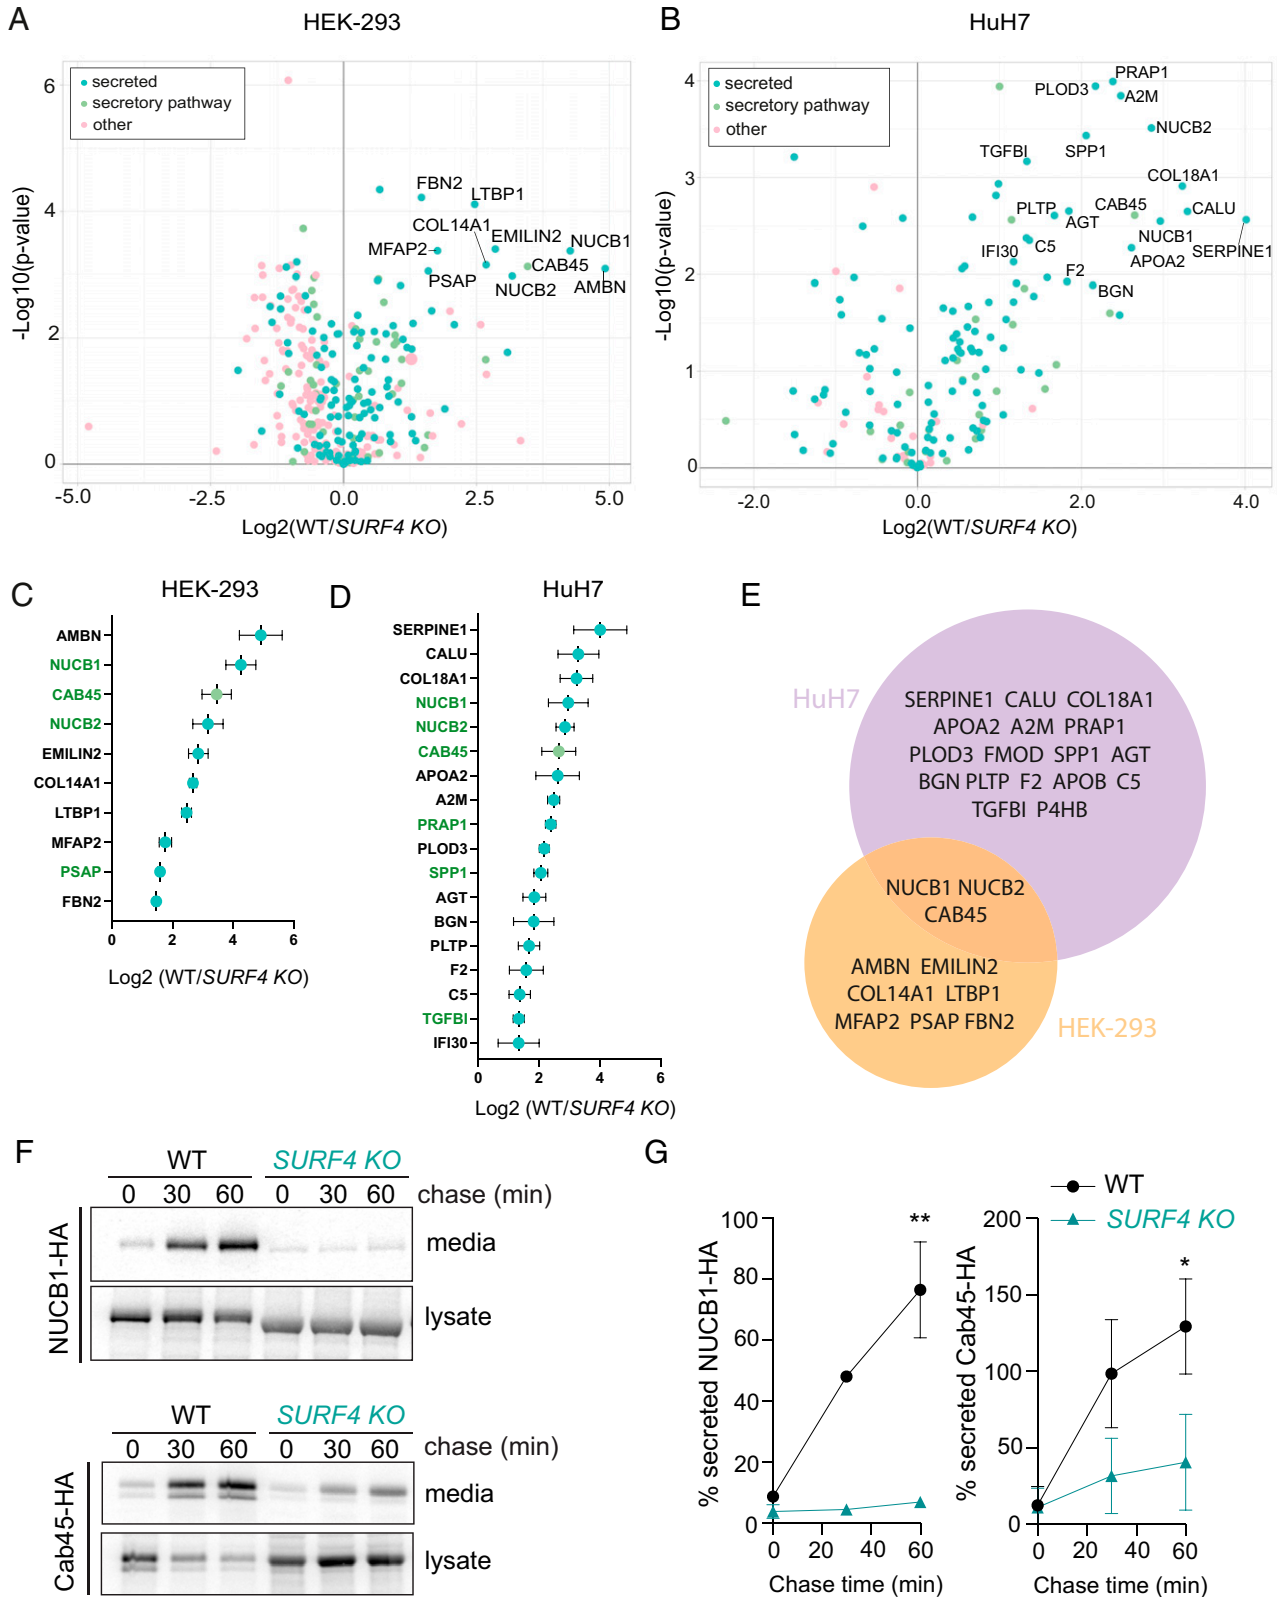 A
HEK-293
secreted
secretory pathway
other
6
4
2
0
-5.0
-2.5
0.0
2.5
5.0
-Log10(p-value)
Log2(WT/SURF4 KO)
FBN2
LTBP1
COL14A1
EMILIN2
NUCB1
MFAP2
CAB45
PSAP
NUCB2
AMBN
B
HuH7
secreted
secretory pathway
other
4
3
2
1
0
-2.0
0.0
2.0
4.0
-Log10(p-value)
Log2(WT/SURF4 KO)
PRAP1
PLOD3
A2M
NUCB2
TGFBI
SPP1
COL18A1
PLTP
CAB45
CALU
AGT
NUCB1
C5
IFI30
APOA2
SERPINE1
F2
BGN
C
HEK-293
AMBN
NUCB1
CAB45
NUCB2
EMILIN2
COL14A1
LTBP1
MFAP2
PSAP
FBN2
0
2
4
6
Log2 (WT/SURF4 KO)
D
HuH7
SERPINE1
CALU
COL18A1
NUCB1
NUCB2
CAB45
APOA2
A2M
PRAP1
PLOD3
SPP1
AGT
BGN
PLTP
F2
C5
TGFBI
IFI30
0
2
4
6
Log2 (WT/SURF4 KO)
E
HuH7
SERPINE1 CALU COL18A1
APOA2 A2M PRAP1
PLOD3 FMOD SPP1 AGT
BGN PLTP F2 APOB C5
TGFBI P4HB
NUCB1 NUCB2
CAB45
AMBN EMILIN2
COL14A1 LTBP1
MFAP2 PSAP FBN2
HEK-293
F
WT SURF4 KO
0 30 60 0 30 60 chase (min)
NUCB1-HA
media
lysate
WT SURF4 KO
0 30 60 0 30 60 chase (min)
Cab45-HA
media
lysate
G
WT
SURF4 KO
100
80
60
40
20
0
0 20 40 60
% secreted NUCB1-HA
Chase time (min)
**
200
150
100
50
0
0 20 40 60
% secreted Cab45-HA
Chase time (min)
*